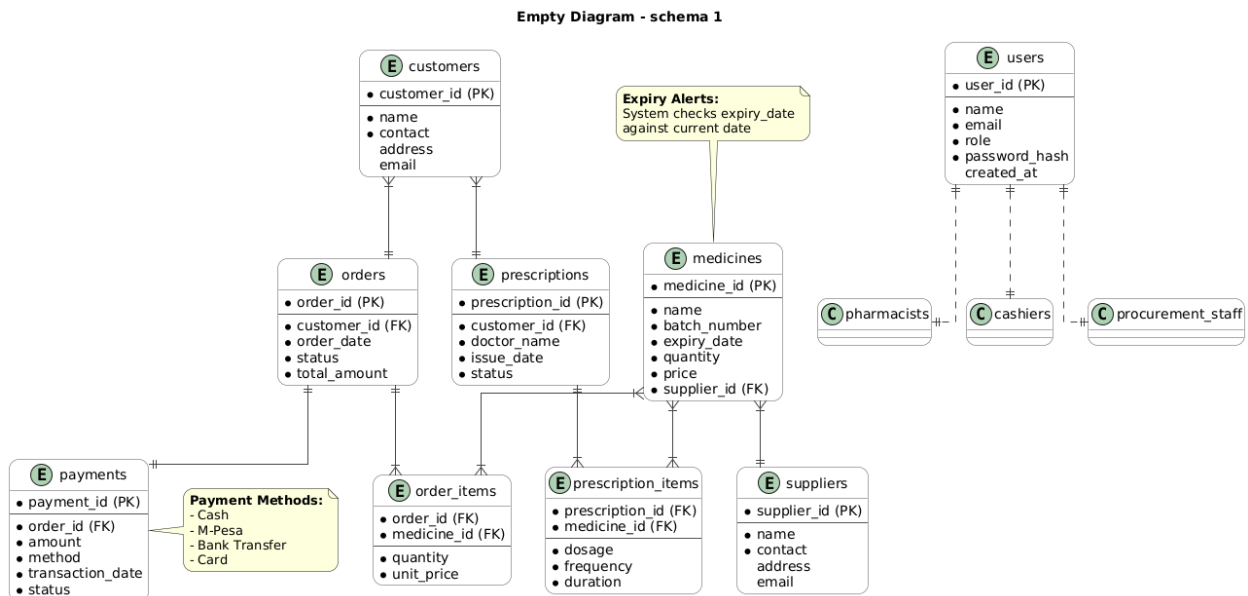 Empty Diagram - schema 1
E customers
customer_id (PK)
name
contact
address
email
Expiry Alerts:
System checks expiry_date
against current date
E users
user_id (PK)
name
email
role
password_hash
created_at
E orders
order_id (PK)
customer_id (FK)
order_date
status
total_amount
E prescriptions
prescription_id (PK)
customer_id (FK)
doctor_name
issue_date
status
E medicines
medicine_id (PK)
name
batch_number
expiry_date
quantity
price
supplier_id (FK)
C pharmacists
C cashiers
C procurement_staff
E payments
payment_id (PK)
order_id (FK)
amount
method
transaction_date
status
Payment Methods:
- Cash
- M-Pesa
- Bank Transfer
- Card
E order_items
order_id (FK)
medicine_id (FK)
quantity
unit_price
E prescription_items
prescription_id (FK)
medicine_id (FK)
dosage
frequency
duration
E suppliers
supplier_id (PK)
name
contact
address
email